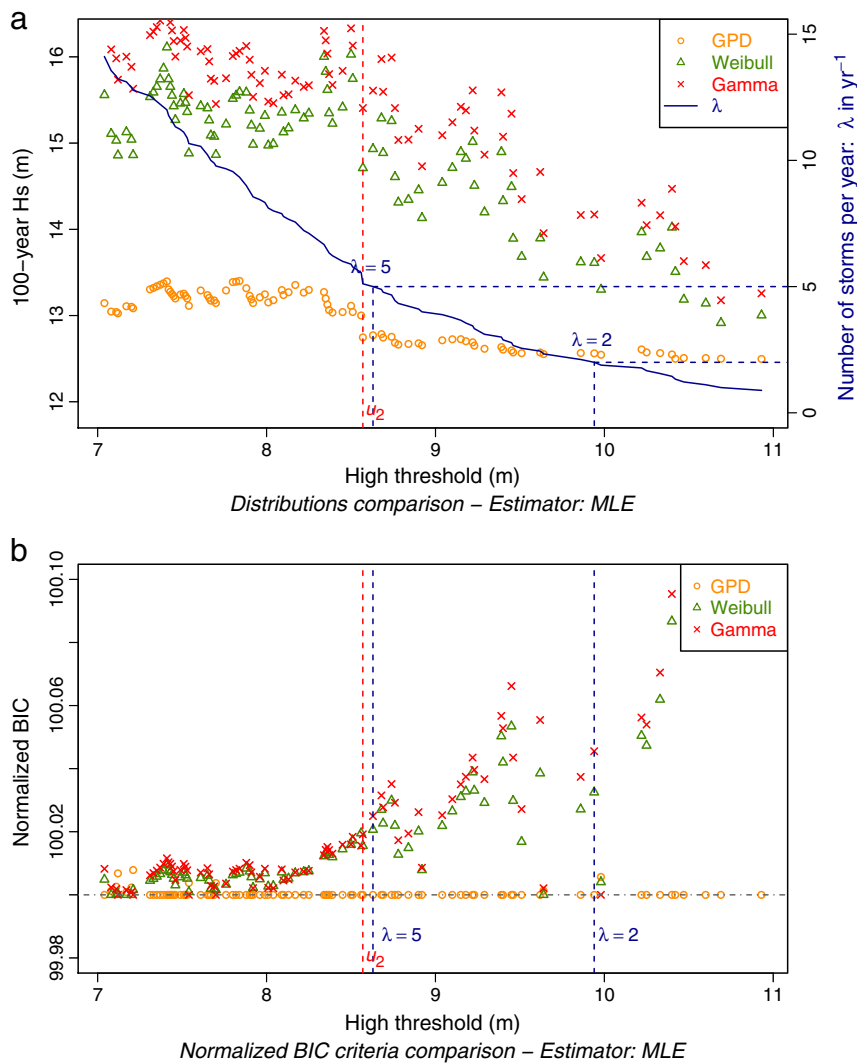 a
GPD
Weibull
Gamma
λ
100-year Hs (m)
16
15
14
13
12
15
10
5
0
Number of storms per year: λ in yr⁻¹
λ = 5
λ = 2
u₂
7 8 9 10 11
High threshold (m)
Distributions comparison – Estimator: MLE
b
GPD
Weibull
Gamma
Normalized BIC
100.10
100.06
100.02
99.98
λ = 5
λ = 2
u₂
7 8 9 10 11
High threshold (m)
Normalized BIC criteria comparison – Estimator: MLE